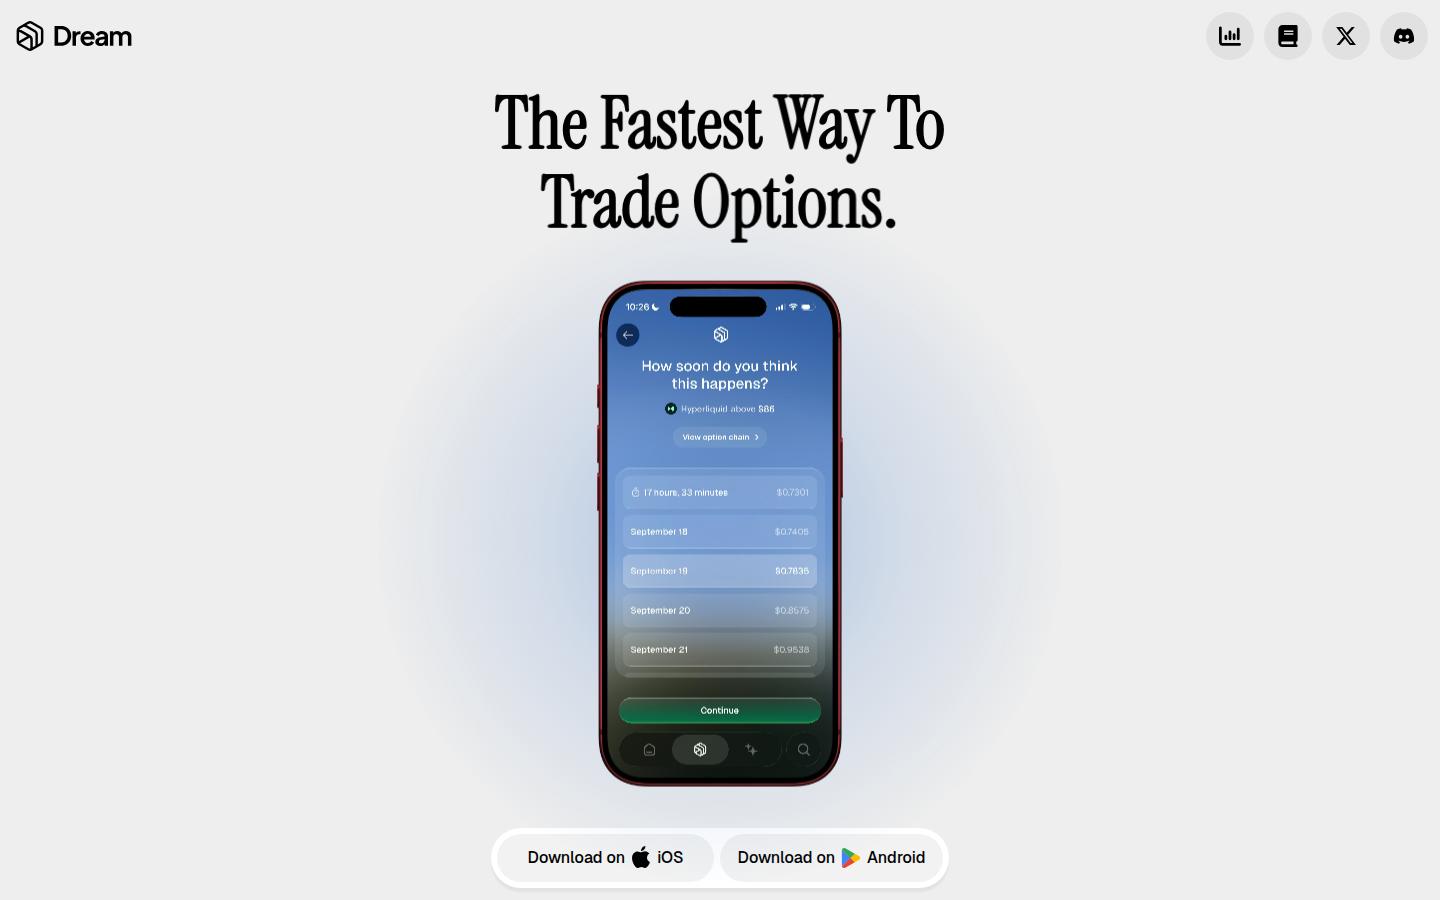 Dream
The Fastest Way To
Trade Options.
10:26
How soon do you think
this happens?
Hyperliquid above $86
View option chain
17 hours, 33 minutes $0.7301
September 18 $0.7405
September 19 $0.7835
September 20 $0.8575
September 21 $0.9538
Continue
Download on iOS
Download on Android